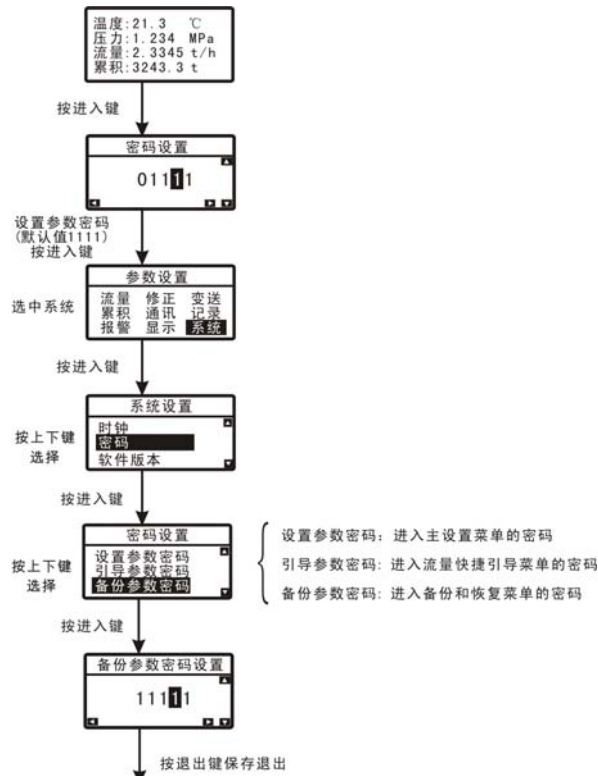 温度:21.3 ℃
压力:1.234 MPa
流量:2.3345 t/h
累积:3243.3 t
按进入键
密码设置
01111
设置参数密码
(默认值1111)
按进入键
参数设置
选中系统
流量 修正 变送
累积 通讯 记录
报警 显示 系统
按进入键
系统设置
按上下键
选择
时钟
密码
软件版本
按进入键
密码设置
按上下键
选择
设置参数密码
引导参数密码
备份参数密码
设置参数密码：进入主设置菜单的密码
引导参数密码: 进入流量快捷引导菜单的密码
备份参数密码: 进入备份和恢复菜单的密码
按进入键
备份参数密码设置
11111
按退出键保存退出